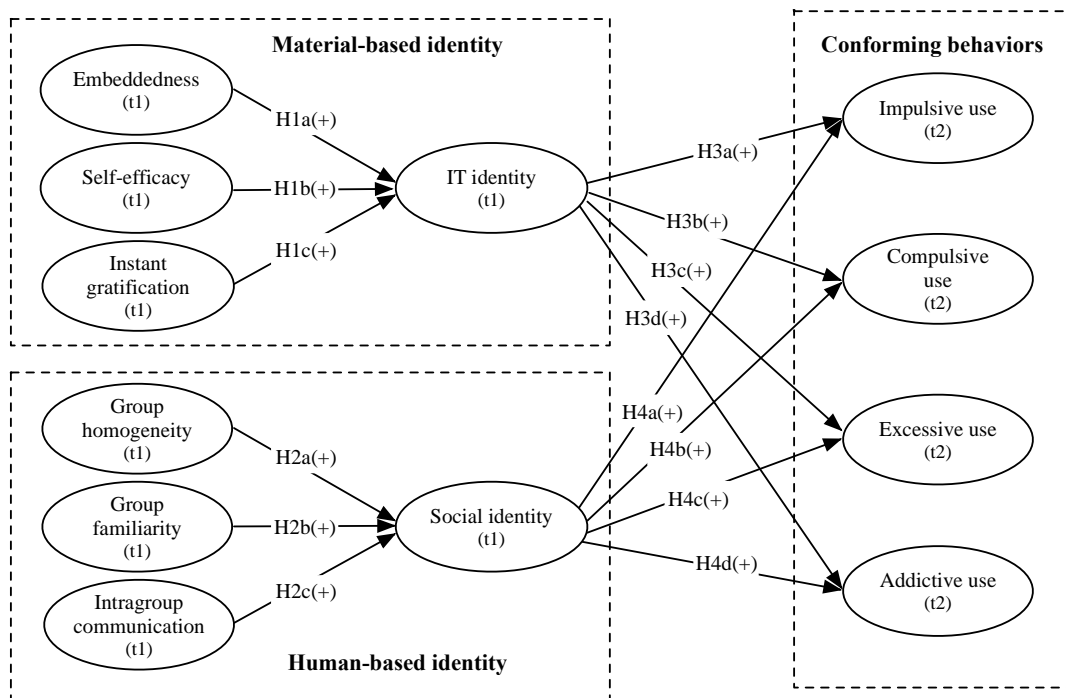 Material-based identity
Embeddedness
(t1)
Self-efficacy
(t1)
Instant
gratification
(t1)
H1a(+)
H1b(+)
H1c(+)
IT identity
(t1)
Human-based identity
Group
homogeneity
(t1)
Group
familiarity
(t1)
Intragroup
communication
(t1)
H2a(+)
H2b(+)
H2c(+)
Social identity
(t1)
H3a(+)
H3b(+)
H3c(+)
H3d(+)
H4a(+)
H4b(+)
H4c(+)
H4d(+)
Conforming behaviors
Impulsive use
(t2)
Compulsive
use
(t2)
Excessive use
(t2)
Addictive use
(t2)